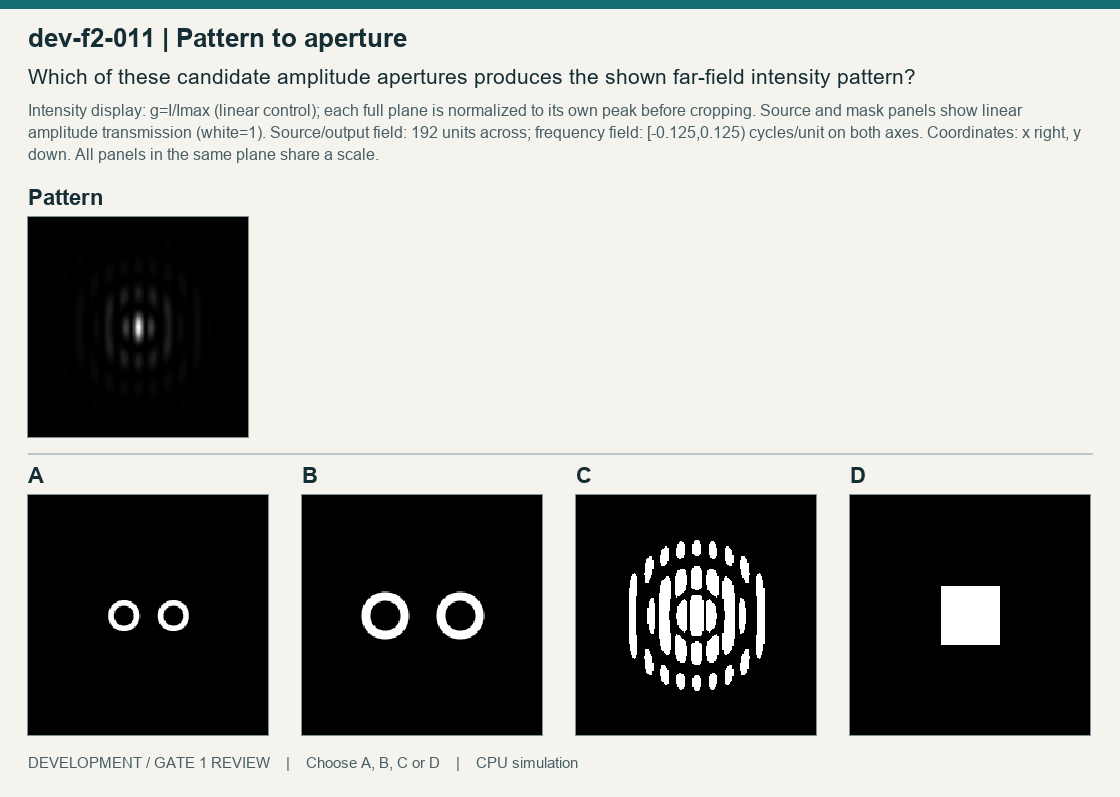 dev-f2-011 | Pattern to aperture
Which of these candidate amplitude apertures produces the shown far-field intensity pattern?
Intensity display: g=I/Imax (linear control); each full plane is normalized to its own peak before cropping. Source and mask panels show linear
amplitude transmission (white=1). Source/output field: 192 units across; frequency field: [-0.125,0.125) cycles/unit on both axes. Coordinates: x right, y
down. All panels in the same plane share a scale.
Pattern
A B C D
DEVELOPMENT / GATE 1 REVIEW | Choose A, B, C or D | CPU simulation